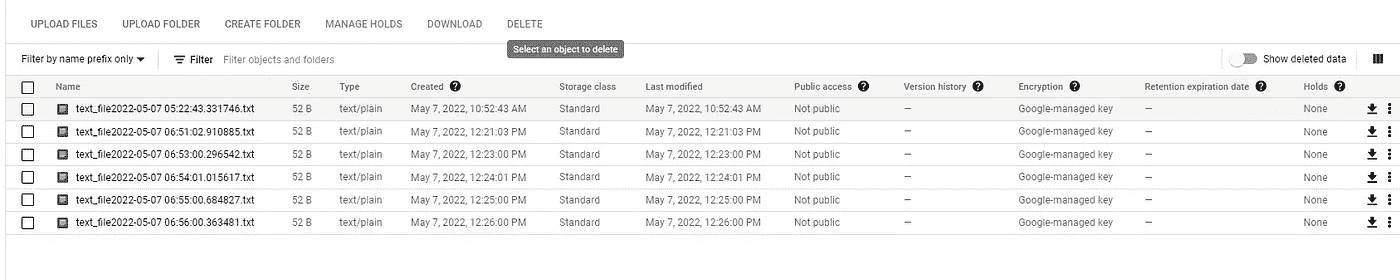 UPLOAD FILES UPLOAD FOLDER CREATE FOLDER MANAGE HOLDS DOWNLOAD DELETE
Select an object to delete
Filter by name prefix only Filter Filter objects and folders Show deleted data
Name Size Type Created Storage class Last modified Public access Version history Encryption Retention expiration date Holds
text_file2022-05-07 05:22:43.331746.txt 52 B text/plain May 7, 2022, 10:52:43 AM Standard May 7, 2022, 10:52:43 AM Not public — Google-managed key — None
text_file2022-05-07 06:51:02.910885.txt 52 B text/plain May 7, 2022, 12:21:03 PM Standard May 7, 2022, 12:21:03 PM Not public — Google-managed key — None
text_file2022-05-07 06:53:00.296542.txt 52 B text/plain May 7, 2022, 12:23:00 PM Standard May 7, 2022, 12:23:00 PM Not public — Google-managed key — None
text_file2022-05-07 06:54:01.015617.txt 52 B text/plain May 7, 2022, 12:24:01 PM Standard May 7, 2022, 12:24:01 PM Not public — Google-managed key — None
text_file2022-05-07 06:55:00.684827.txt 52 B text/plain May 7, 2022, 12:25:00 PM Standard May 7, 2022, 12:25:00 PM Not public — Google-managed key — None
text_file2022-05-07 06:56:00.363481.txt 52 B text/plain May 7, 2022, 12:26:00 PM Standard May 7, 2022, 12:26:00 PM Not public — Google-managed key — None